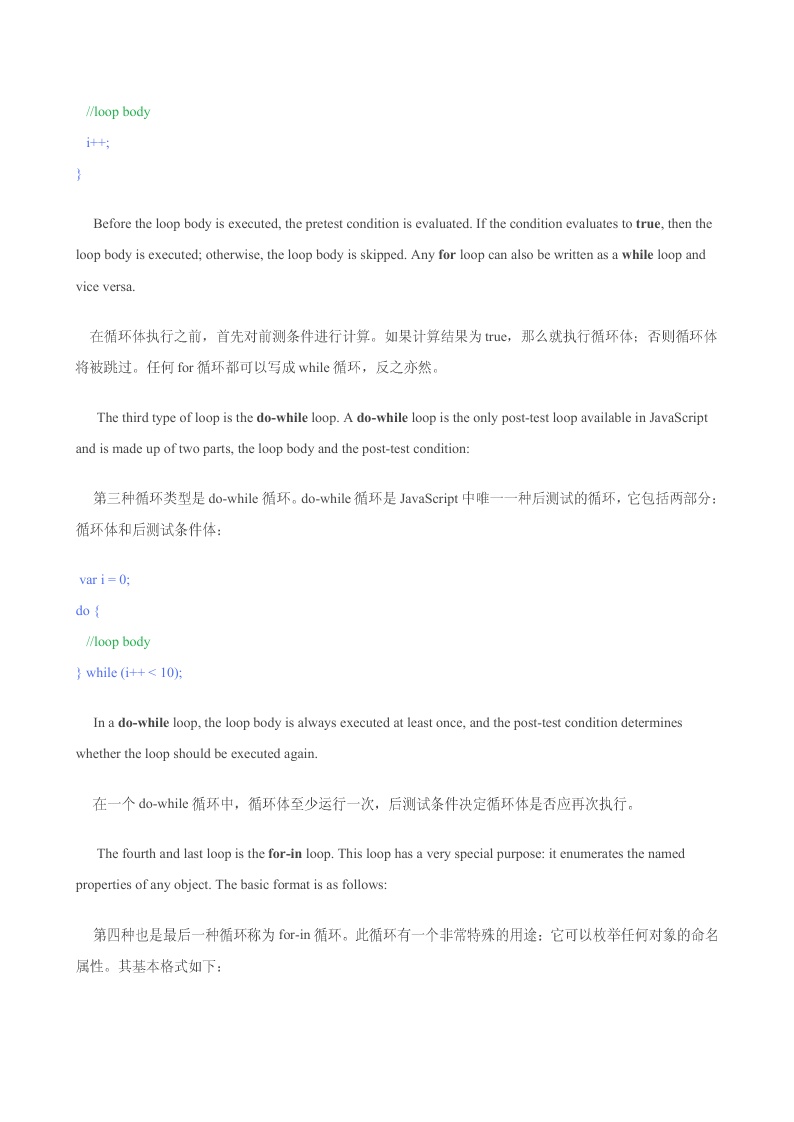 //loop body
i++;
}
Before the loop body is executed, the pretest condition is evaluated. If the condition evaluates to true, then the
loop body is executed; otherwise, the loop body is skipped. Any for loop can also be written as a while loop and
vice versa.
在循环体执行之前，首先对前测条件进行计算。如果计算结果为 true，那么就执行循环体；否则循环体
将被跳过。任何 for 循环都可以写成 while 循环，反之亦然。
The third type of loop is the do-while loop. A do-while loop is the only post-test loop available in JavaScript
and is made up of two parts, the loop body and the post-test condition:
第三种循环类型是 do-while 循环。do-while 循环是 JavaScript 中唯一一种后测试的循环，它包括两部分：
循环体和后测试条件体：
var i = 0;
do {
//loop body
} while (i++ < 10);
In a do-while loop, the loop body is always executed at least once, and the post-test condition determines
whether the loop should be executed again.
在一个 do-while 循环中，循环体至少运行一次，后测试条件决定循环体是否应再次执行。
The fourth and last loop is the for-in loop. This loop has a very special purpose: it enumerates the named
properties of any object. The basic format is as follows:
第四种也是最后一种循环称为 for-in 循环。此循环有一个非常特殊的用途：它可以枚举任何对象的命名
属性。其基本格式如下：